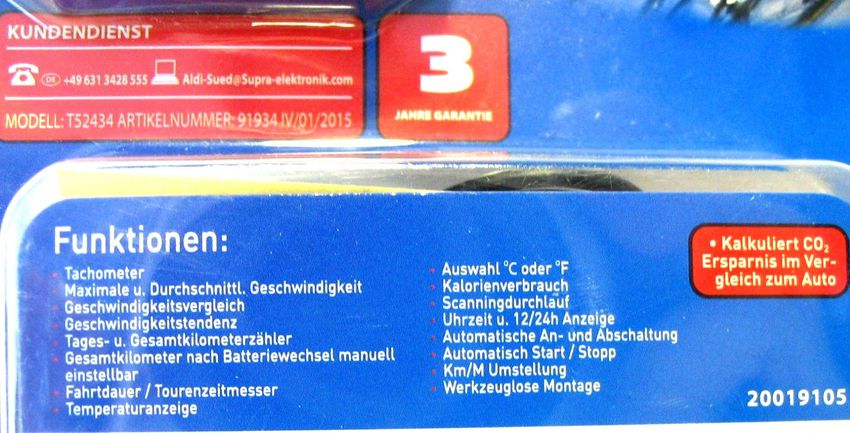 KUNDENDIENST
DE +49 631 3428 555 Aldi-Sued@Supra-elektronik.com
MODELL: T52434 ARTIKELNUMMER: 91934 IV/01/2015
3
JAHRE GARANTIE
Funktionen:
Tachometer
Maximale u. Durchschnittl. Geschwindigkeit
Geschwindigkeitsvergleich
Geschwindigkeitstendenz
Tages- u. Gesamtkilometerzähler
Gesamtkilometer nach Batteriewechsel manuell
einstellbar
Fahrtdauer / Tourenzeitmesser
Temperaturanzeige
Auswahl °C oder °F
Kalorienverbrauch
Scanningdurchlauf
Uhrzeit u. 12/24h Anzeige
Automatische An- und Abschaltung
Automatisch Start / Stopp
Km/M Umstellung
Werkzeuglose Montage
• Kalkuliert CO₂
Ersparnis im Ver-
gleich zum Auto
20019105